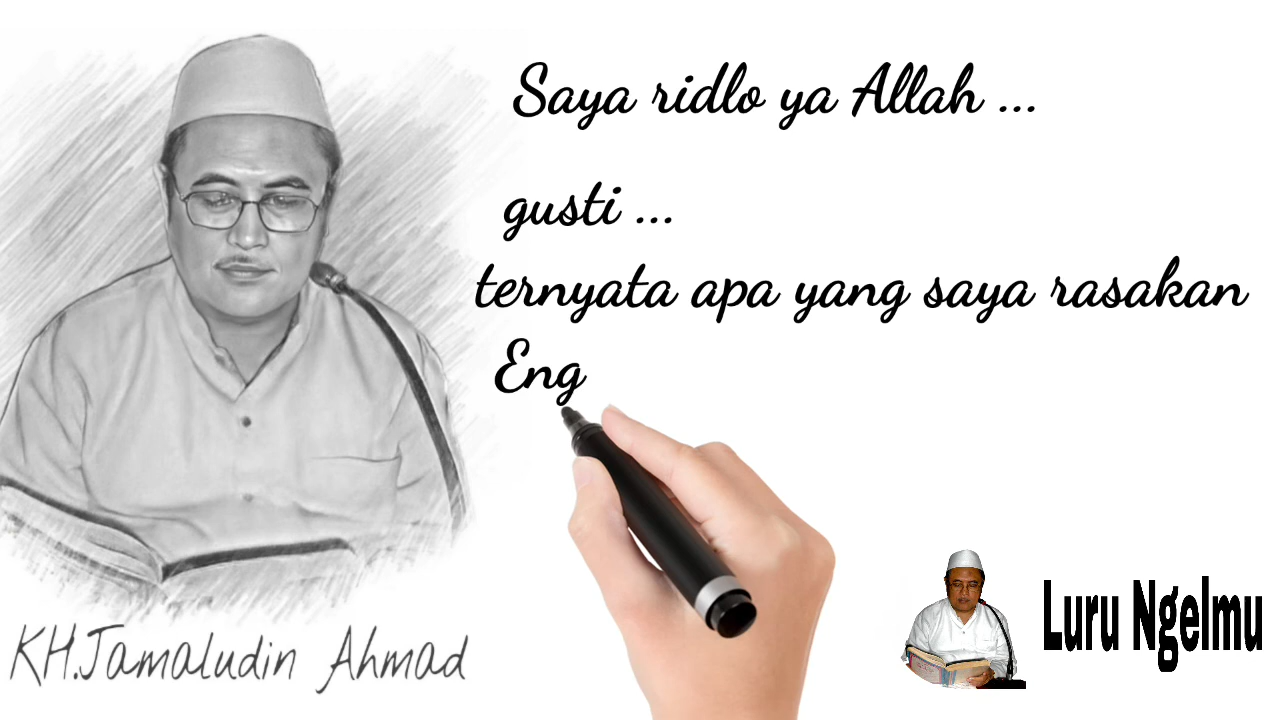 Saya ridlo ya Allah ...
gusti ...
ternyata apa yang saya rasakan
Eng
KH.Jamaludin Ahmad
Luru Ngelmu